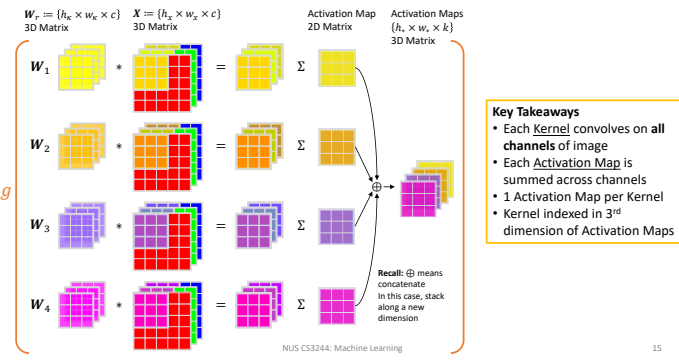 W_r ≔ {h_κ × w_κ × c}
3D Matrix
X ≔ {h_x × w_x × c}
3D Matrix
Activation Map
2D Matrix
Activation Maps
{h_* × w_* × k}
3D Matrix
W_1 * = Σ
W_2 * = Σ
g
⊕
W_3 * = Σ
W_4 * = Σ
Recall: ⊕ means
concatenate
In this case, stack
along a new
dimension
Key Takeaways
• Each Kernel convolves on all
channels of image
• Each Activation Map is
summed across channels
• 1 Activation Map per Kernel
• Kernel indexed in 3rd
dimension of Activation Maps
NUS CS3244: Machine Learning
15